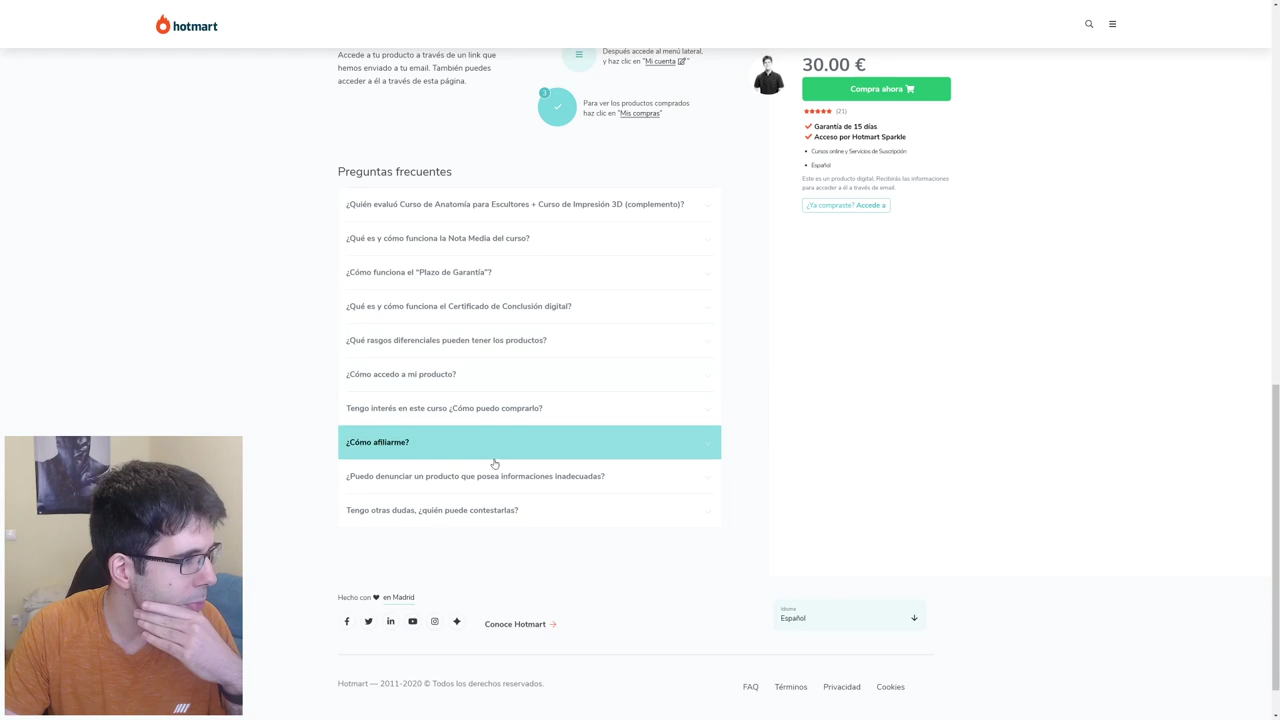 hotmart
Accede a tu producto a través de un link que
hemos enviado a tu email. También puedes
acceder a él a través de esta página.
Después accede al menú lateral,
y haz clic en "Mi cuenta"
3
Para ver los productos comprados
haz clic en "Mis compras"
Preguntas frecuentes
¿Quién evaluó Curso de Anatomía para Escultores + Curso de Impresión 3D (complemento)?
¿Qué es y cómo funciona la Nota Media del curso?
¿Cómo funciona el “Plazo de Garantía”?
¿Qué es y cómo funciona el Certificado de Conclusión digital?
¿Qué rasgos diferenciales pueden tener los productos?
¿Cómo accedo a mi producto?
Tengo interés en este curso ¿Cómo puedo comprarlo?
¿Cómo afiliarme?
¿Puedo denunciar un producto que posea informaciones inadecuadas?
Tengo otras dudas, ¿quién puede contestarlas?
30.00 €
Compra ahora
(21)
Garantía de 15 días
Acceso por Hotmart Sparkle
• Cursos online y Servicios de Suscripción
• Español
Este es un producto digital. Recibirás las informaciones
para acceder a él a través de email.
¿Ya compraste? Accede a
Hecho con ♥ en Madrid
Conoce Hotmart →
Idioma
Español
Hotmart — 2011-2020 © Todos los derechos reservados.
FAQ Términos Privacidad Cookies